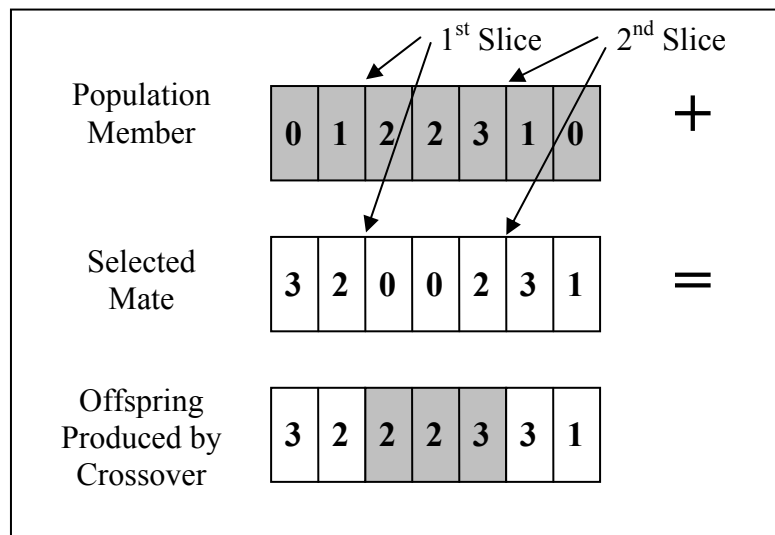 1st Slice 2nd Slice
Population
Member
0 1 2 2 3 1 0
+
Selected
Mate
3 2 0 0 2 3 1
=
Offspring
Produced by
Crossover
3 2 2 2 3 3 1